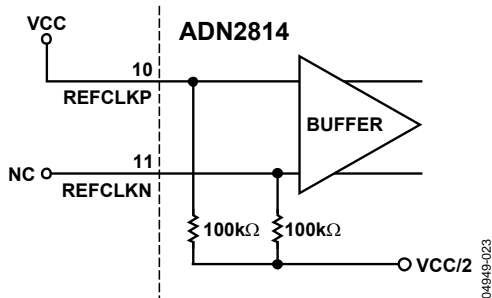 VCC
ADN2814
10
REFCLKP
BUFFER
11
NC
REFCLKN
100kΩ
100kΩ
VCC/2
04949-023